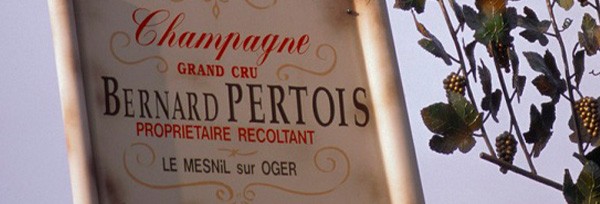 Champagne
GRAND CRU
BERNARD PERTOIS
PROPRIETAIRE RECOLTANT
LE MESNiL sur OGER